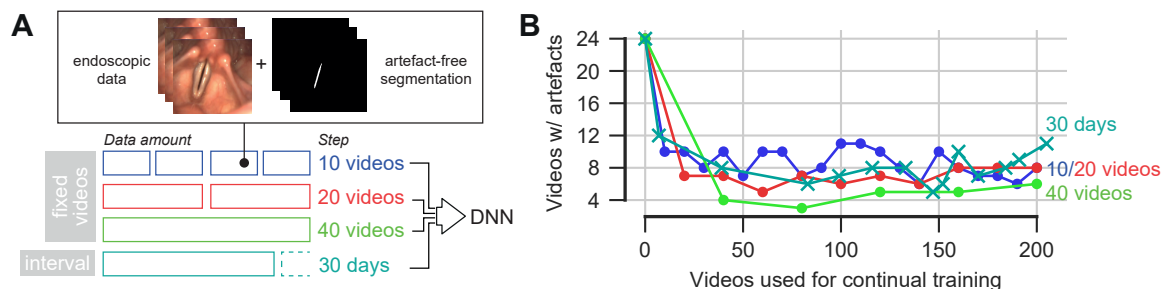 A
endoscopic
data
+
artefact-free
segmentation
Data amount
Step
fixed
videos
10 videos
20 videos
40 videos
interval
30 days
DNN
B
Videos w/ artefacts
24
20
16
12
8
4
30 days
10/20 videos
40 videos
0
50
100
150
200
Videos used for continual training